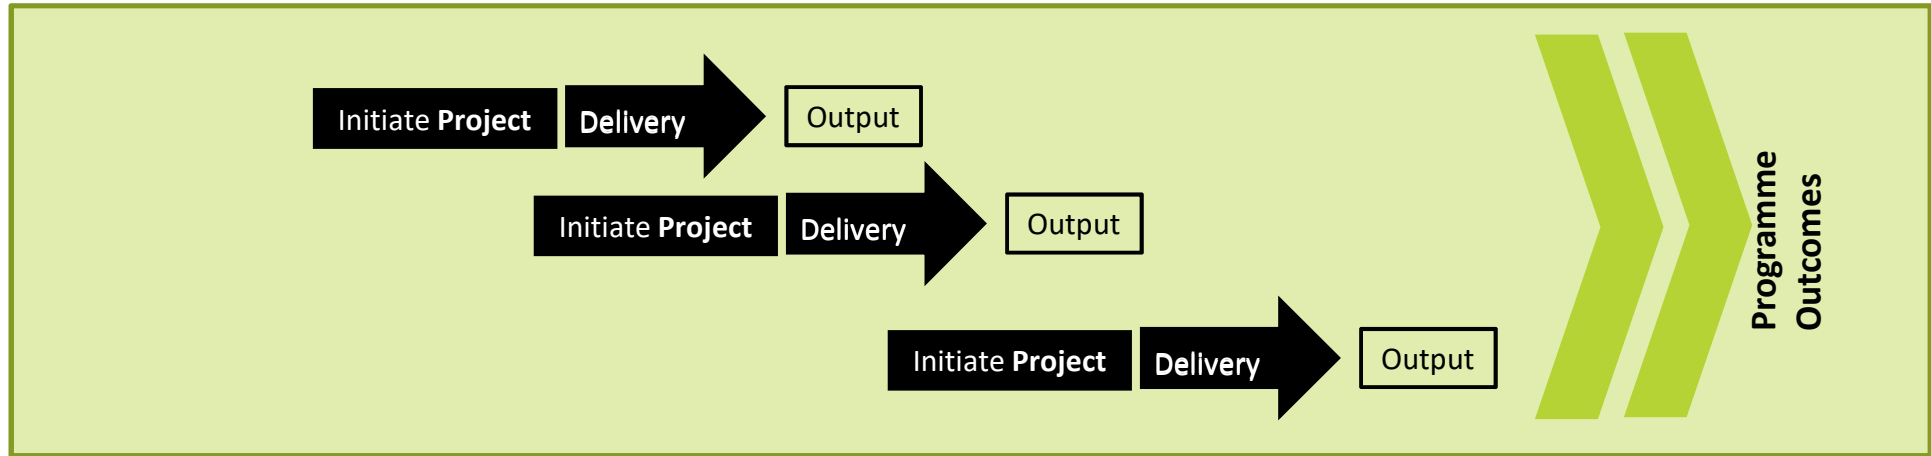 Initiate Project
Delivery
Output
Initiate Project
Delivery
Output
Initiate Project
Delivery
Output
Programme
Outcomes